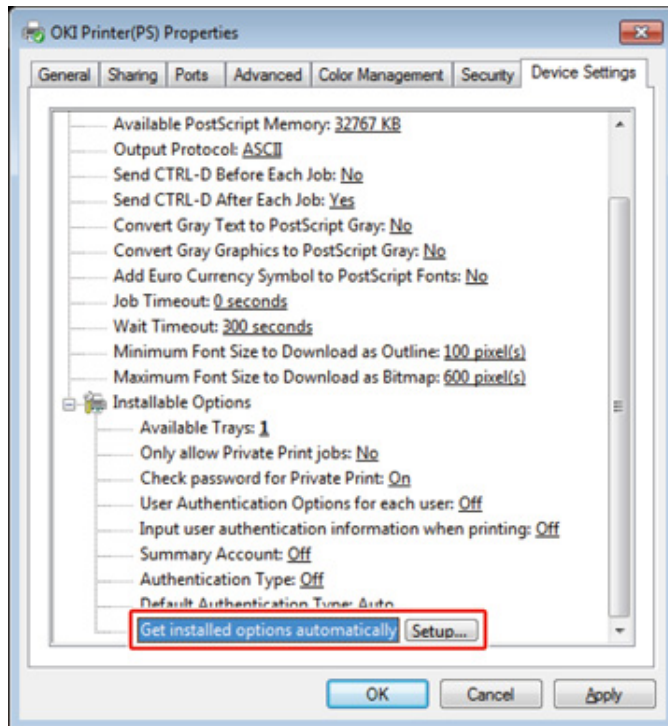 OKI Printer(PS) Properties
General Sharing Ports Advanced Color Management Security Device Settings
Available PostScript Memory: 32767 KB
Output Protocol: ASCII
Send CTRL-D Before Each Job: No
Send CTRL-D After Each Job: Yes
Convert Gray Text to PostScript Gray: No
Convert Gray Graphics to PostScript Gray: No
Add Euro Currency Symbol to PostScript Fonts: No
Job Timeout: 0 seconds
Wait Timeout: 300 seconds
Minimum Font Size to Download as Outline: 100 pixel(s)
Maximum Font Size to Download as Bitmap: 600 pixel(s)
Installable Options
Available Trays: 1
Only allow Private Print jobs: No
Check password for Private Print: On
User Authentication Options for each user: Off
Input user authentication information when printing: Off
Summary Account: Off
Authentication Type: Off
Default Authentication Type: Auto
Get installed options automatically Setup...
OK Cancel Apply